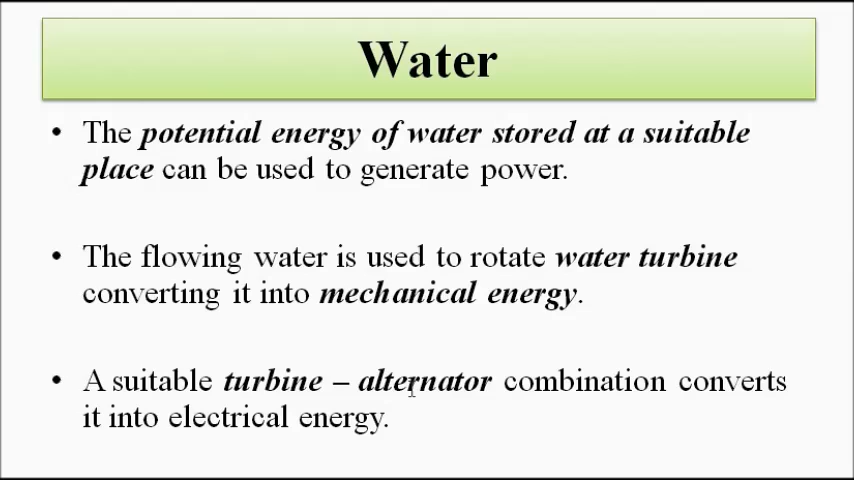 Water
• The potential energy of water stored at a suitable
place can be used to generate power.
• The flowing water is used to rotate water turbine
converting it into mechanical energy.
• A suitable turbine – alternator combination converts
it into electrical energy.